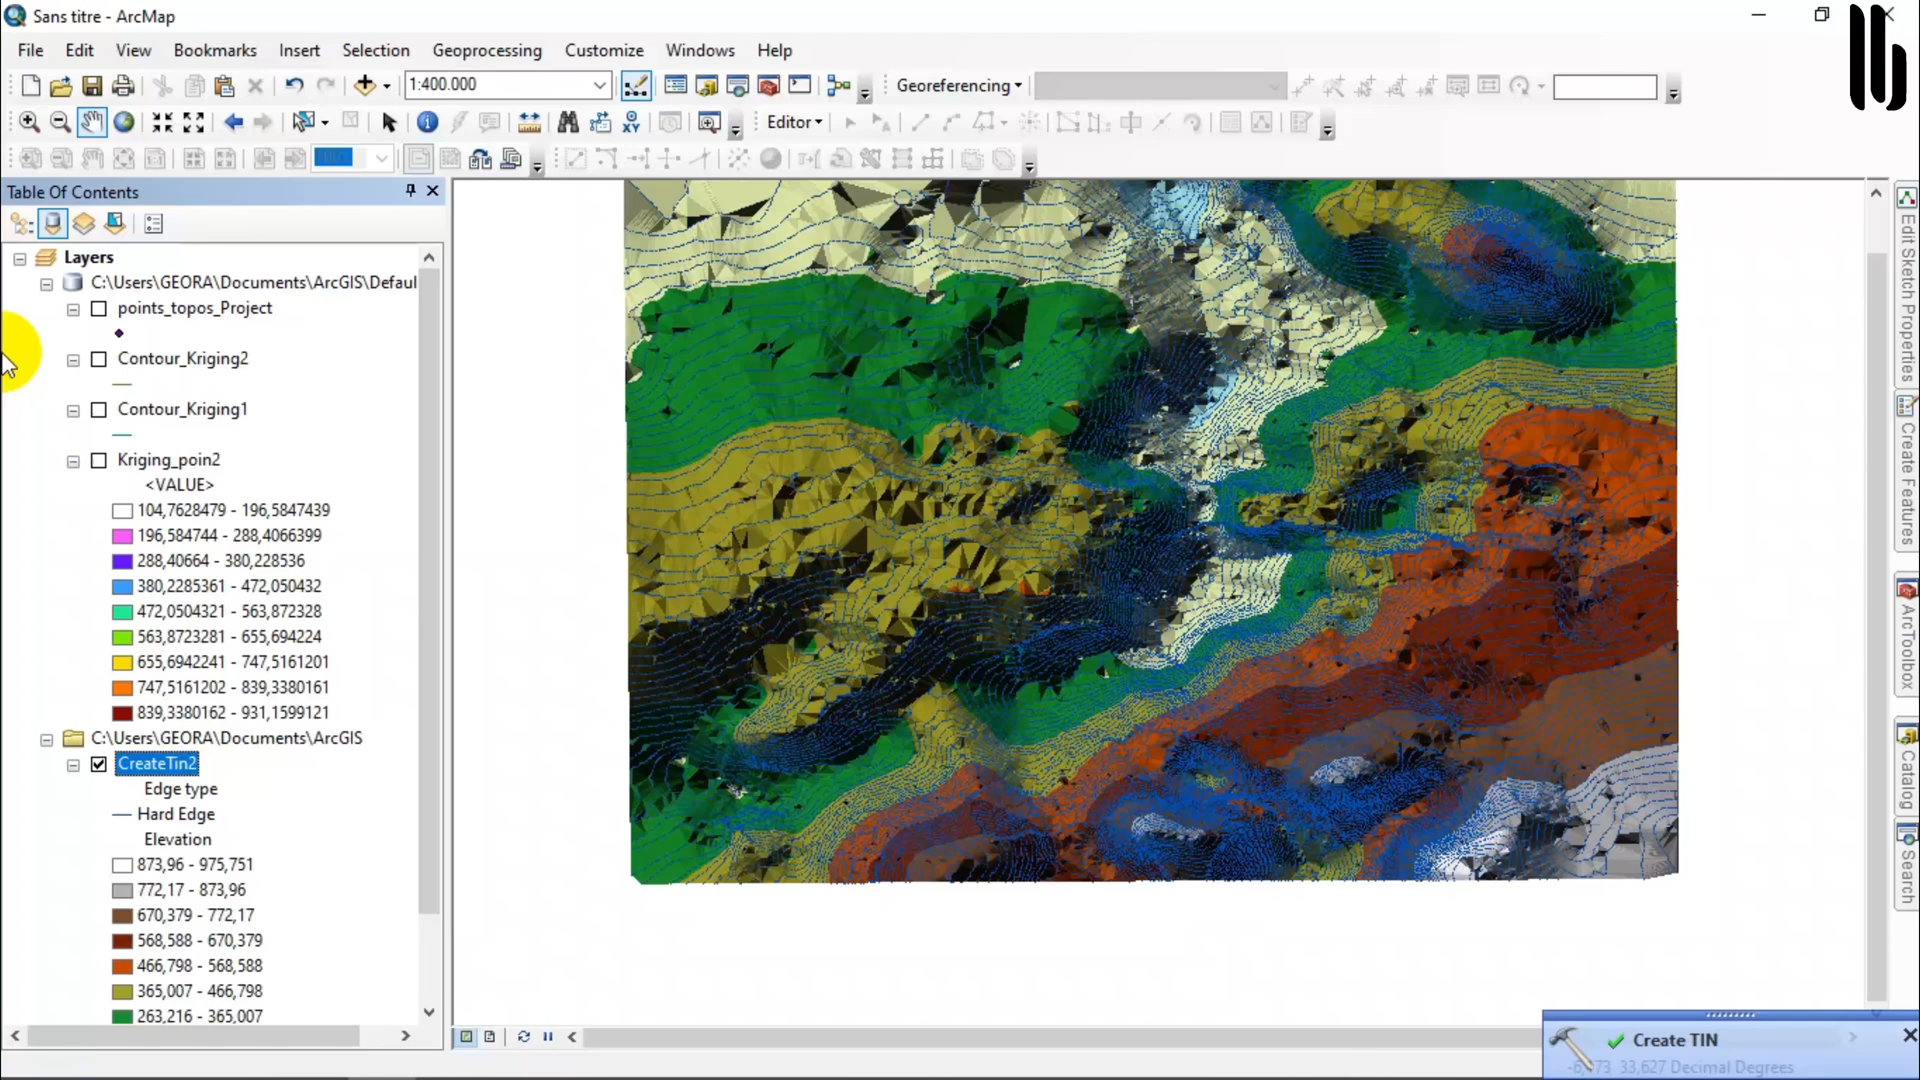 Sans titre - ArcMap
File Edit View Bookmarks Insert Selection Geoprocessing Customize Windows Help
1:400.000
Georeferencing
Editor
Table Of Contents
Layers
C:\Users\GEORA\Documents\ArcGIS\Defaul
points_topos_Project
Contour_Kriging2
Contour_Kriging1
Kriging_poin2
<VALUE>
104,7628479 - 196,5847439
196,584744 - 288,4066399
288,40664 - 380,228536
380,2285361 - 472,050432
472,0504321 - 563,872328
563,8723281 - 655,694224
655,6942241 - 747,5161201
747,5161202 - 839,3380161
839,3380162 - 931,1599121
C:\Users\GEORA\Documents\ArcGIS
CreateTin2
Edge type
Hard Edge
Elevation
873,96 - 975,751
772,17 - 873,96
670,379 - 772,17
568,588 - 670,379
466,798 - 568,588
365,007 - 466,798
263,216 - 365,007
Edit Sketch Properties
Create Features
ArcToolbox
Catalog
Search
Create TIN
33,627 Decimal Degrees